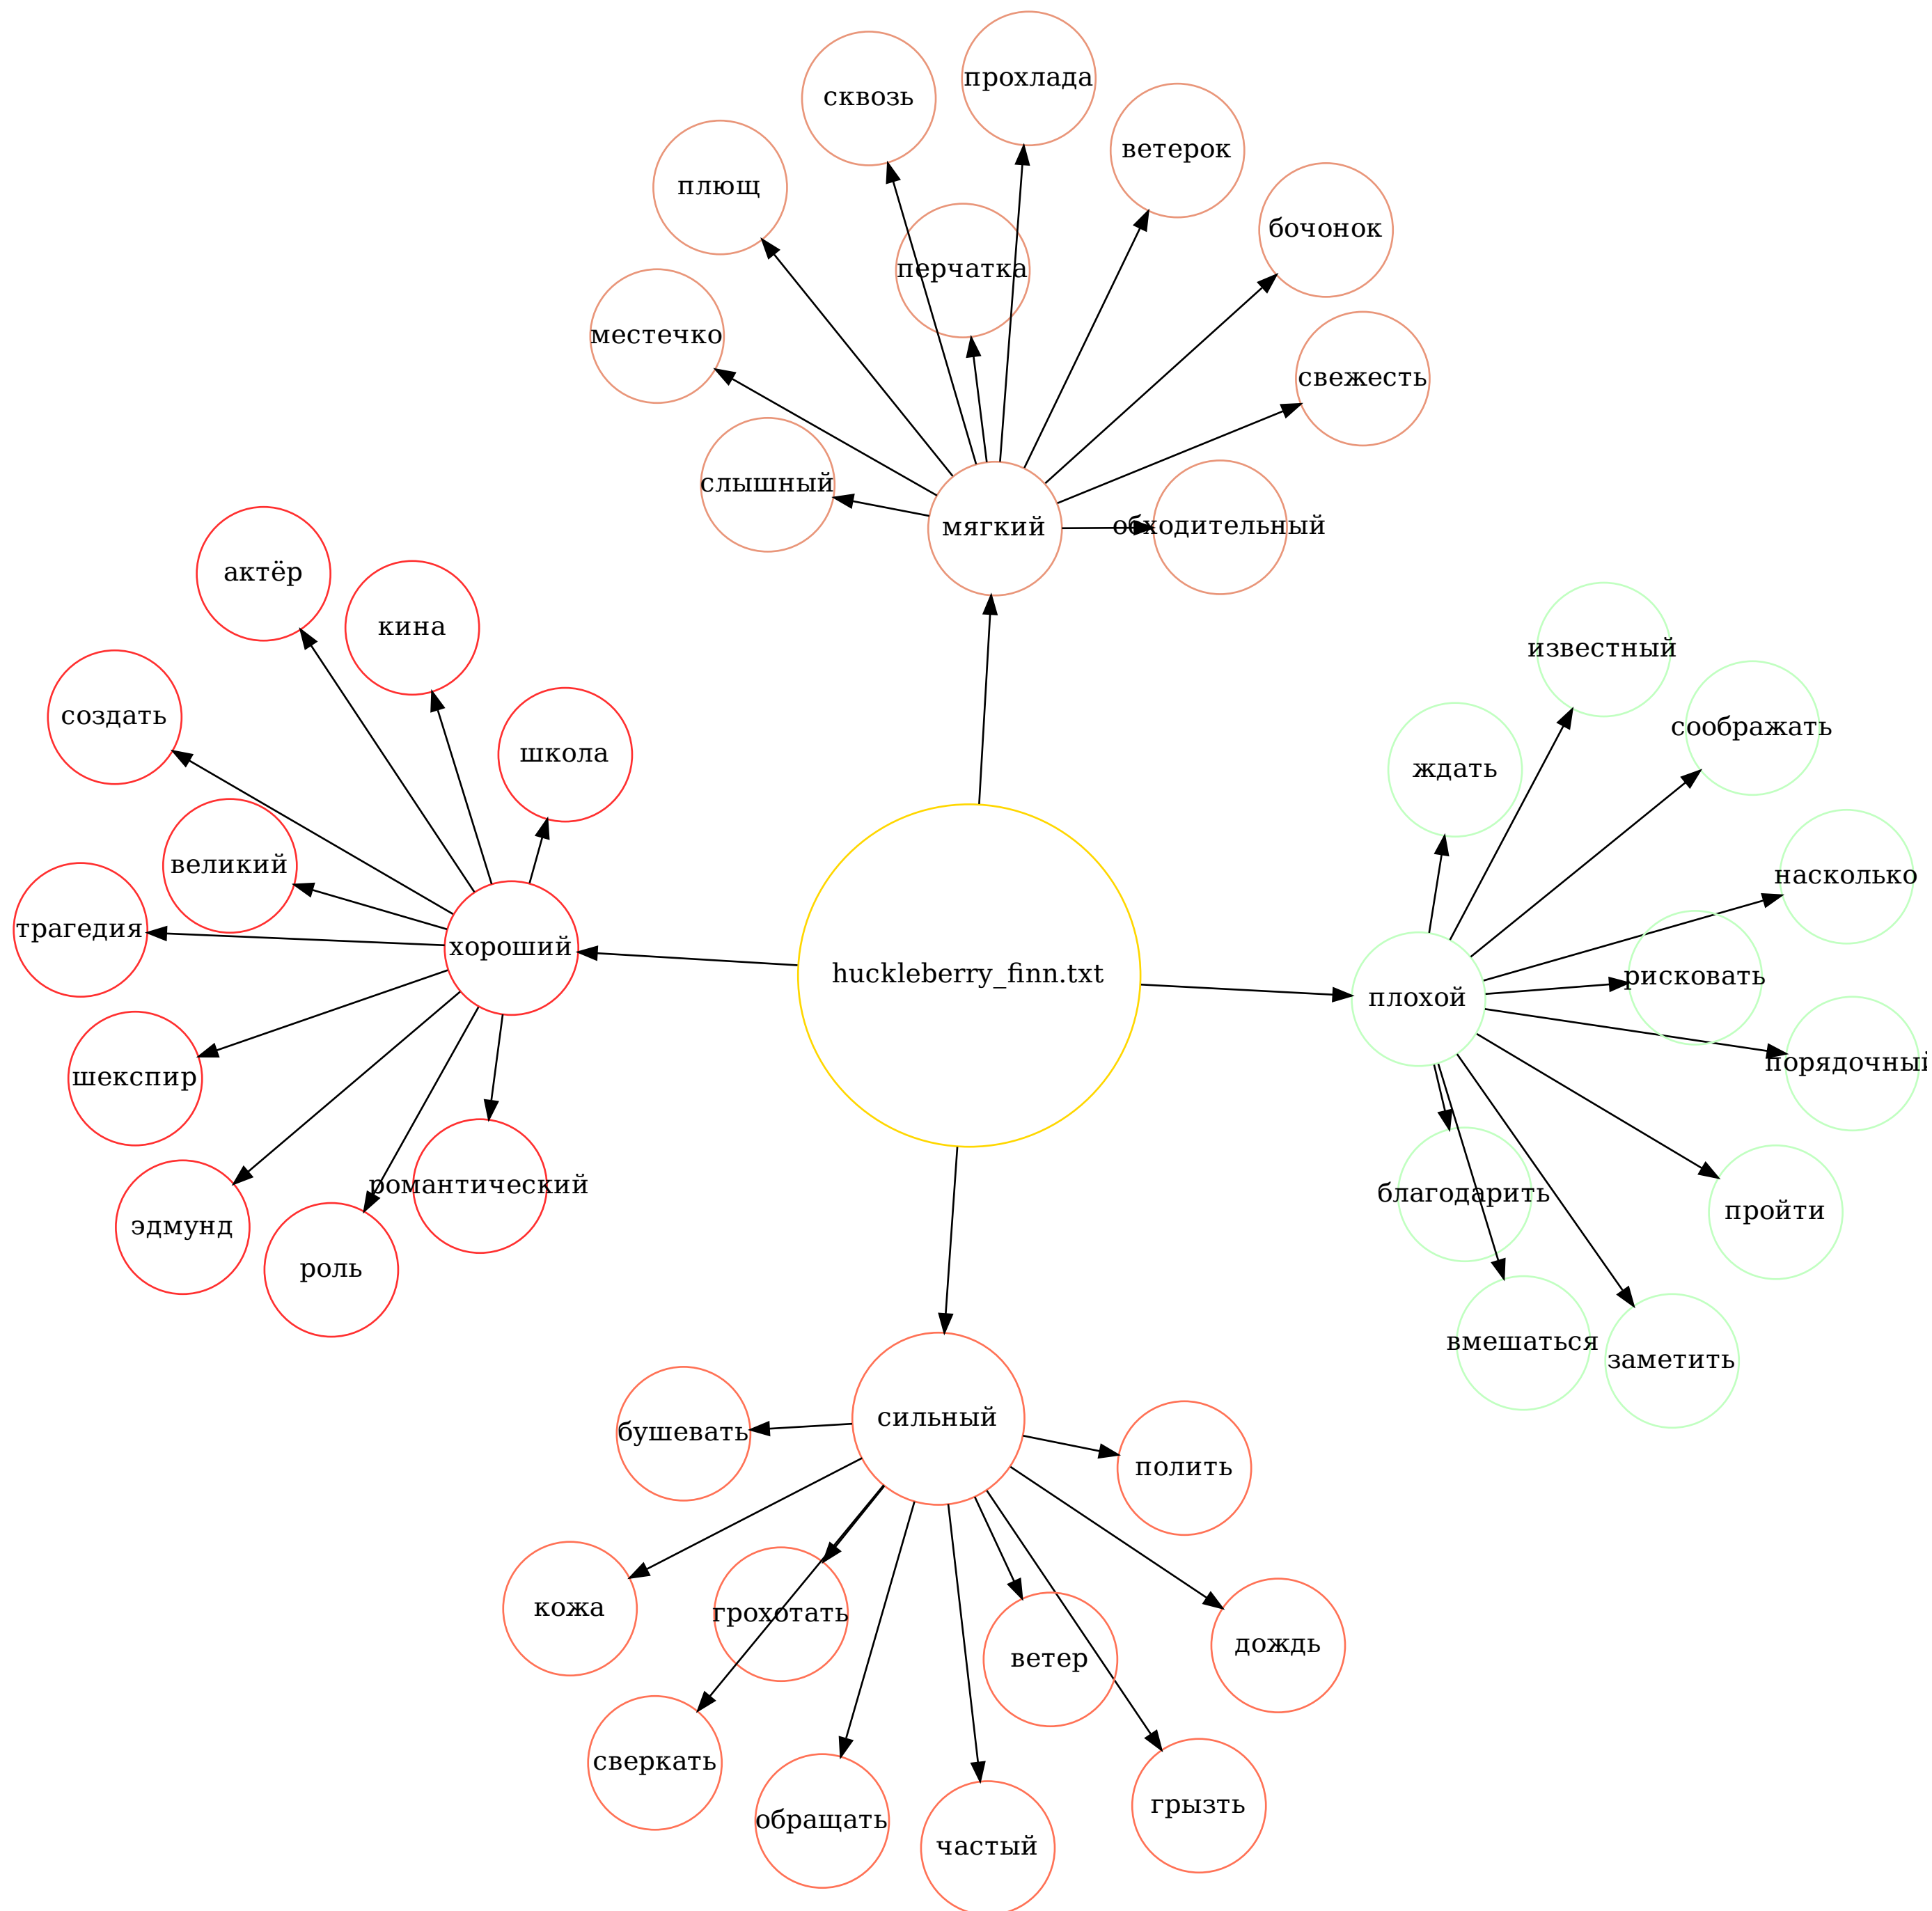 прохлада
сквозь
ветерок
плющ
бочонок
перчатка
местечко
свежесть
слышный
мягкий
обходительный
актёр
кина
известный
создать
соображать
школа
ждать
великий
насколько
трагедия
хороший
huckleberry_finn.txt
плохой
рисковать
шекспир
порядочный
эдмунд
романтический
благодарить
пройти
роль
вмешаться
заметить
бушевать
сильный
полить
кожа
грохотать
ветер
дождь
сверкать
обращать
частый
грызть